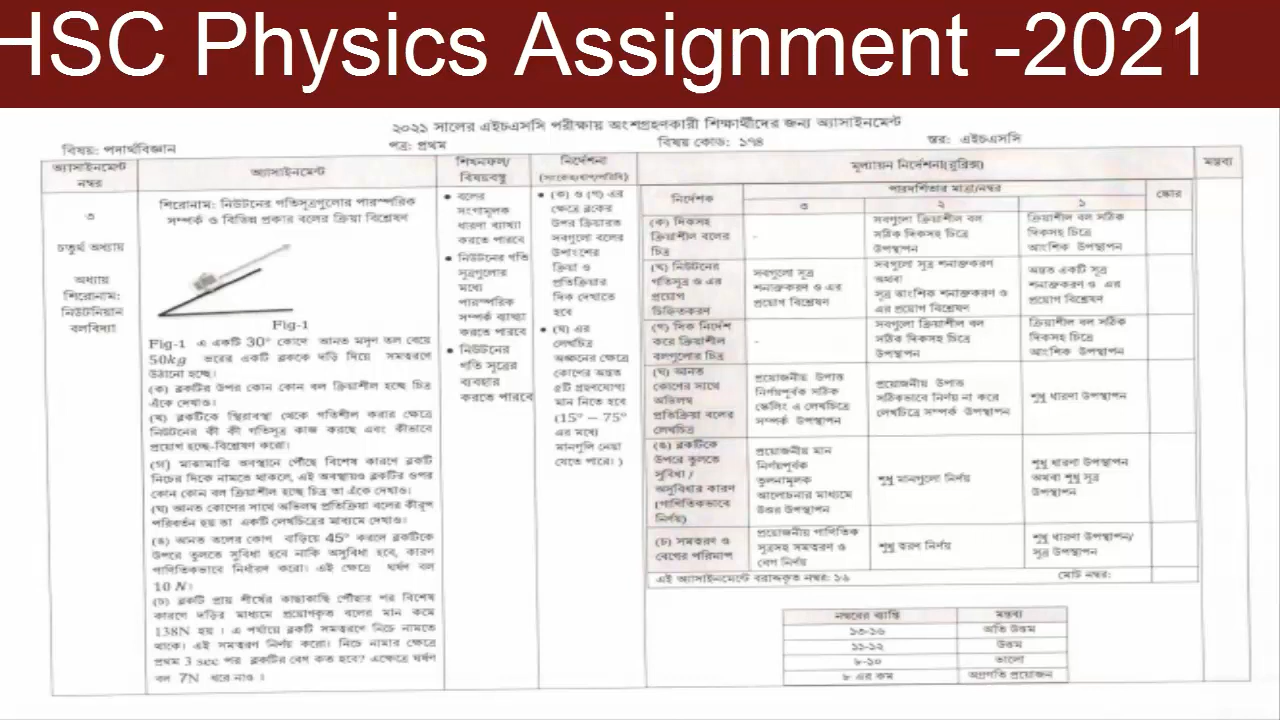 HSC Physics Assignment -2021
২০২১ সালের এইচএসসি পরীক্ষায় অংশগ্রহণকারী শিক্ষার্থীদের জন্য অ্যাসাইনমেন্ট
বিষয়: পদার্থবিজ্ঞান
পত্র: প্রথম
বিষয় কোড: ১৭৪
স্তর: এইচএসসি
অ্যাসাইনমেন্ট
নম্বর
অ্যাসাইনমেন্ট
শিখনফল/
বিষয়বস্তু
নির্দেশনা
(সংকেত/ধাপ/পরিধি)
মূল্যায়ন নির্দেশনা(রুব্রিক্স)
মন্তব্য
৩
চতুর্থ অধ্যায়
অধ্যায়
শিরোনাম:
নিউটনিয়ান
বলবিদ্যা
শিরোনাম: নিউটনের গতিসূত্রগুলোর পারস্পরিক
সম্পর্ক ও বিভিন্ন প্রকার বলের ক্রিয়া বিশ্লেষণ
Fig-1
Fig-1 এ একটি 30° কোণে আনত মসৃণ তল বেয়ে
50kg ভরের একটি ব্লককে দড়ি দিয়ে সমত্বরণে
উঠানো হচ্ছে।
(ক) ব্লকটির উপর কোন কোন বল ক্রিয়াশীল হচ্ছে চিত্র
এঁকে দেখাও।
(খ) ব্লকটিকে স্থিরাবস্থা থেকে গতিশীল করার ক্ষেত্রে
নিউটনের কী কী গতিসূত্র কাজ করছে এবং কীভাবে
প্রয়োগ হচ্ছে-বিশ্লেষণ করো।
(গ) মাঝামাঝি অবস্থানে পৌঁছে বিশেষ কারণে ব্লকটি
নিচের দিকে নামতে থাকলে, এই অবস্থায়ও ব্লকটির ওপর
কোন কোন বল ক্রিয়াশীল হচ্ছে চিত্র তা এঁকে দেখাও।
(ঘ) আনত কোণের সাথে অভিলম্ব প্রতিক্রিয়া বলের কীরূপ
পরিবর্তন হয় তা একটি লেখচিত্রের মাধ্যমে দেখাও।
(ঙ) আনত তলের কোণ বাড়িয়ে 45° করলে ব্লকটিকে
উপরে তুলতে সুবিধা হবে নাকি অসুবিধা হবে, কারণ
গাণিতিকভাবে নির্ধারণ করো। এই ক্ষেত্রে ঘর্ষণ বল
10 N।
(চ) ব্লকটি প্রায় শীর্ষের কাছাকাছি পৌঁছার পর বিশেষ
কারণে দড়ির মাধ্যমে প্রয়োগকৃত বলের মান কমে
138N হয় । এ পর্যায়ে ব্লকটি সমত্বরণে নিচে নামতে
থাকে। এই সমত্বরণ নির্ণয় করো। নিচে নামার ক্ষেত্রে
প্রথম 3 sec পর ব্লকটির বেগ কত হবে? এক্ষেত্রে ঘর্ষণ
বল 7N ধরে নাও ।
• বলের
সংগামূলক
ধারণা ব্যাখ্যা
করতে পারবে
• নিউটনের গতি
সূত্রগুলোর
মধ্যে
পারস্পরিক
সম্পর্ক ব্যাখ্যা
করতে পারবে
• নিউটনের
গতি সূত্রের
ব্যবহার
করতে পারবে
• (ক) ও (গ) এর
ক্ষেত্রে ব্লকের
উপর ক্রিয়ারত
সবগুলো বলের
উপাংশের
ক্রিয়া ও
প্রতিক্রিয়ার
দিক দেখাতে
হবে
• (ঘ) এর
লেখচিত্র
অঙ্কনের ক্ষেত্রে
কোণের অন্তত
৫টি গ্রহণযোগ্য
মান নিতে হবে
(15° – 75°
এর মধ্যে
মানগুলি নেয়া
যেতে পারে। )
নির্দেশক
পারদর্শিতার মাত্রা/নম্বর
স্কোর
৩
২
১
(ক) দিকসহ
ক্রিয়াশীল বলের
চিত্র
-
সবগুলো ক্রিয়াশীল বল
সঠিক দিকসহ চিত্রে
উপস্থাপন
ক্রিয়াশীল বল সঠিক
দিকসহ চিত্রে
আংশিক উপস্থাপন
(খ) নিউটনের
গতিসূত্র ও এর
প্রয়োগ
চিহ্নিতকরণ
সবগুলো সূত্র
শনাক্তকরণ ও এর
প্রয়োগ বিশ্লেষণ
সবগুলো সূত্র শনাক্তকরণ
অথবা
সূত্র আংশিক শনাক্তকরণ ও
এর প্রয়োগ বিশ্লেষণ
অন্তত একটি সূত্র
শনাক্তকরণ ও এর
প্রয়োগ বিশ্লেষণ
(গ) দিক নির্দেশ
করে ক্রিয়াশীল
বলগুলোর চিত্র
-
সবগুলো ক্রিয়াশীল বল
সঠিক দিকসহ চিত্রে
উপস্থাপন
ক্রিয়াশীল বল সঠিক
দিকসহ চিত্রে
আংশিক উপস্থাপন
(ঘ) আনত
কোণের সাথে
অভিলম্ব
প্রতিক্রিয়া বলের
লেখচিত্র
প্রয়োজনীয় উপাত্ত
নির্ণয়পূর্বক সঠিক
স্কেলিং এ লেখচিত্রে
সম্পর্ক উপস্থাপন
প্রয়োজনীয় উপাত্ত
সঠিকভাবে নির্ণয় না করে
লেখচিত্রে সম্পর্ক উপস্থাপন
শুধু ধারণা উপস্থাপন
(ঙ) ব্লকটিকে
উপরে তুলতে
সুবিধা /
অসুবিধার কারণ
(গাণিতিকভাবে
নির্ণয়)
প্রয়োজনীয় মান
নির্ণয়পূর্বক
তুলনামূলক
আলোচনার মাধ্যমে
উত্তর উপস্থাপন
শুধু মানগুলো নির্ণয়
শুধু ধারণা উপস্থাপন
অথবা শুধু সূত্র
উপস্থাপন
(চ) সমত্বরণ ও
বেগের পরিমাপ
প্রয়োজনীয় গাণিতিক
সূত্রসহ সমত্বরণ ও
বেগ নির্ণয়
শুধু ত্বরণ নির্ণয়
শুধু ধারণা উপস্থাপন/
সূত্র উপস্থাপন
এই অ্যাসাইনমেন্টে বরাদ্দকৃত নম্বর: ১৬
মোট নম্বর:
নম্বরের ব্যাপ্তি
মন্তব্য
১৩-১৬
অতি উত্তম
১১-১২
উত্তম
৮-১০
ভালো
৮ এর কম
অগ্রগতি প্রয়োজন